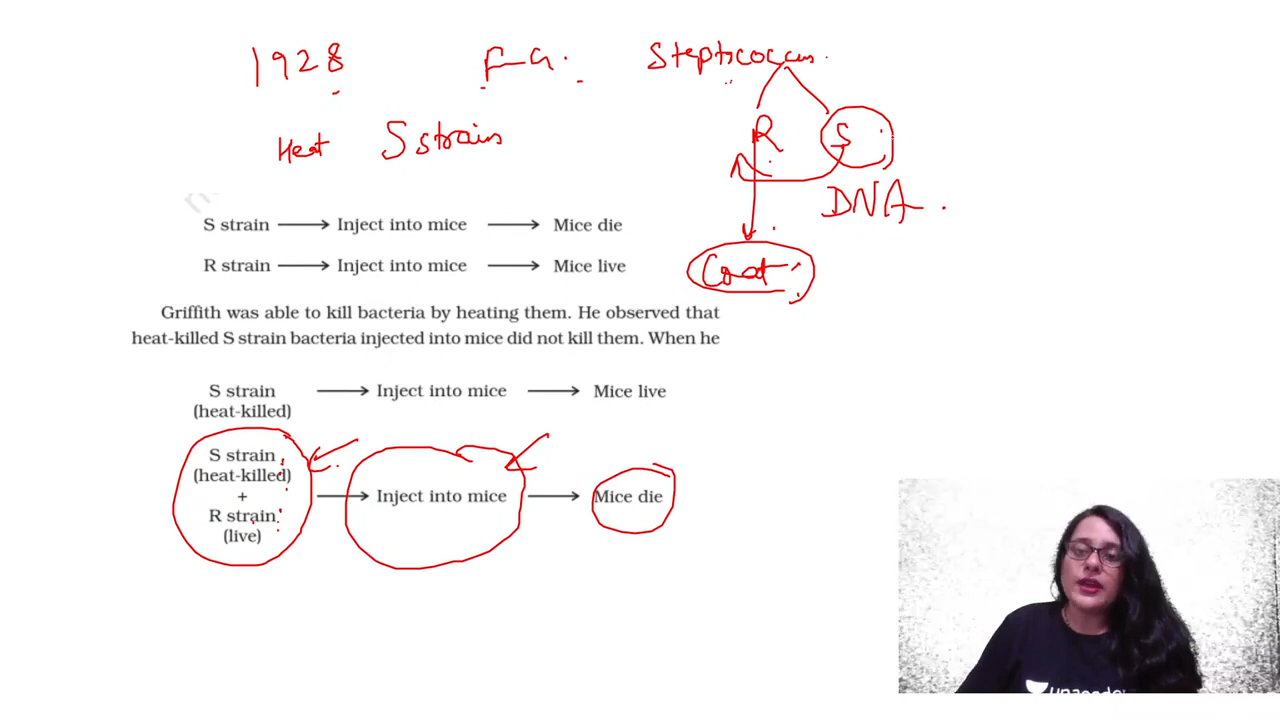 1928 F.G. Steptococcus.
Heat S strain R S
DNA.
S strain → Inject into mice → Mice die
R strain → Inject into mice → Mice live
Coat
Griffith was able to kill bacteria by heating them. He observed that
heat-killed S strain bacteria injected into mice did not kill them. When he
S strain → Inject into mice → Mice live
(heat-killed)
S strain
(heat-killed)
+ → Inject into mice → Mice die
R strain
(live)